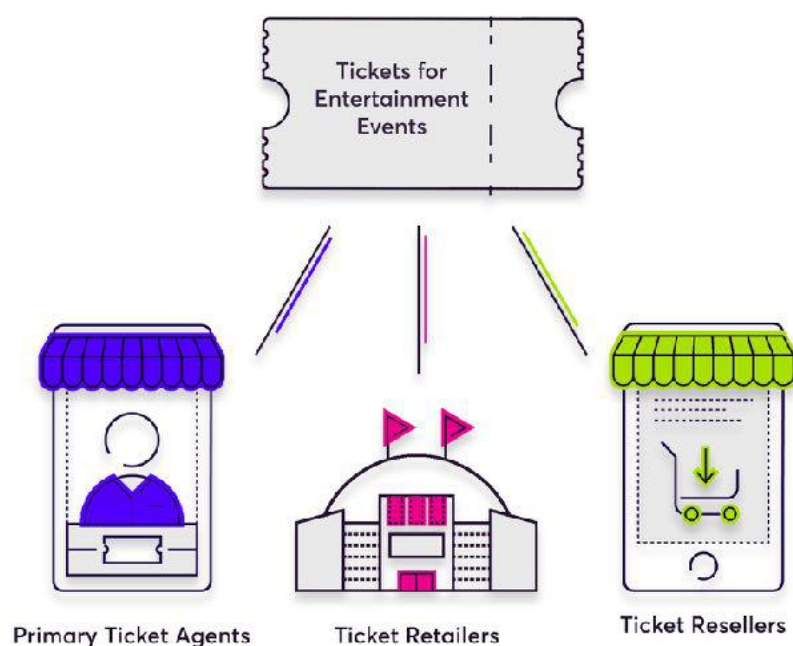 Tickets for
Entertainment
Events
Primary Ticket Agents
Ticket Retailers
Ticket Resellers